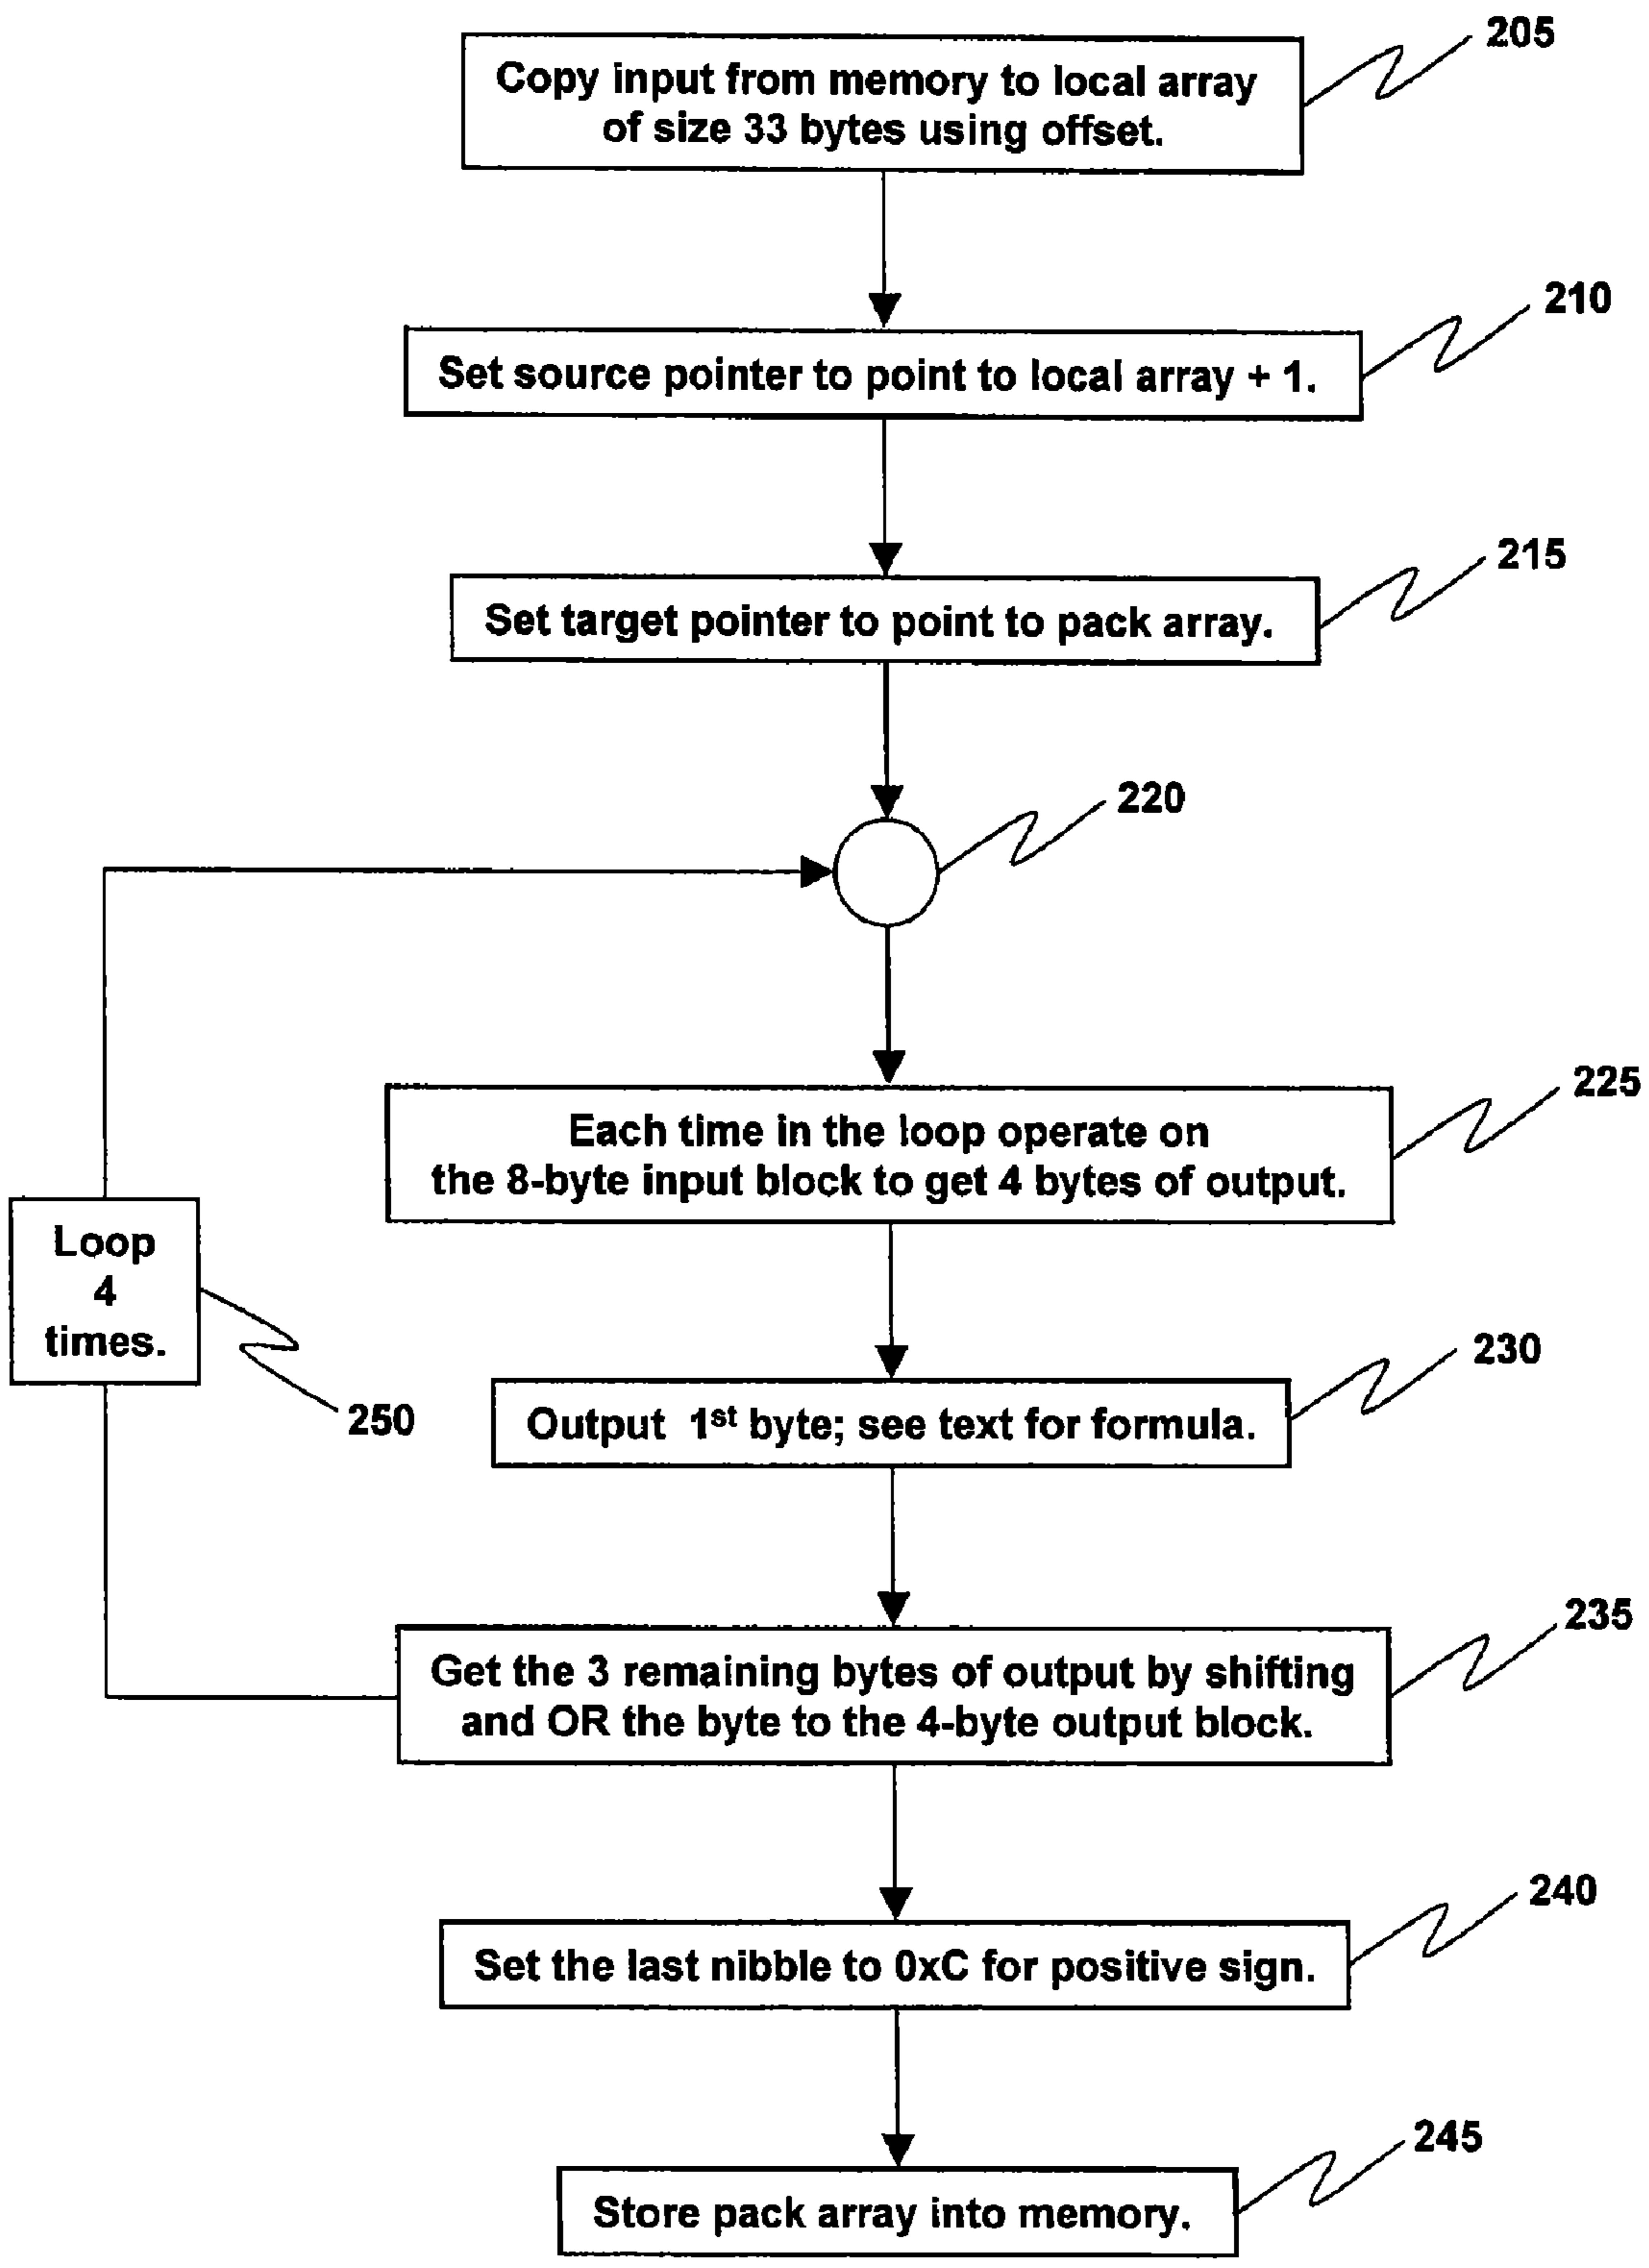 205
Copy input from memory to local array
of size 33 bytes using offset.
210
Set source pointer to point to local array + 1.
215
Set target pointer to point to pack array.
220
225
Each time in the loop operate on
the 8-byte input block to get 4 bytes of output.
Loop
4
times.
250
230
Output 1st byte; see text for formula.
235
Get the 3 remaining bytes of output by shifting
and OR the byte to the 4-byte output block.
240
Set the last nibble to 0xC for positive sign.
245
Store pack array into memory.